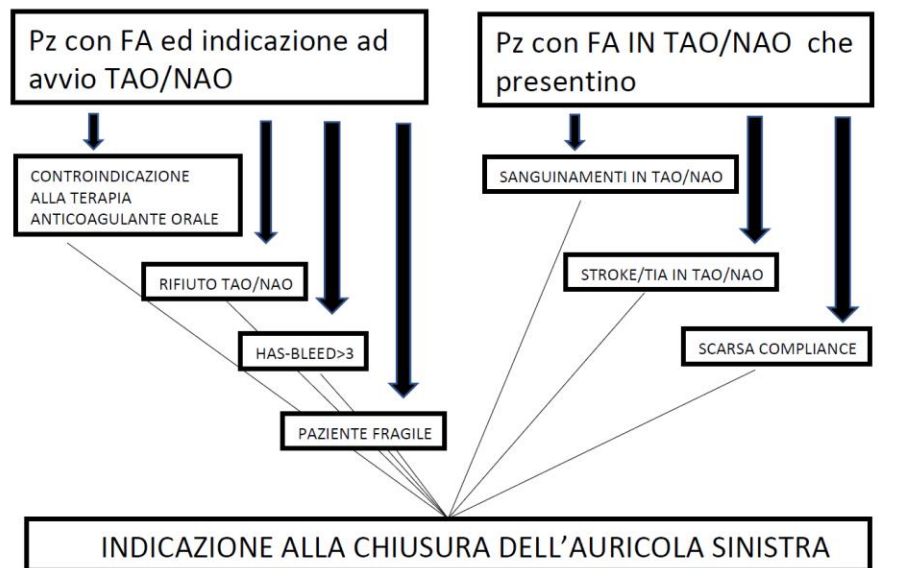 Pz con FA ed indicazione ad
avvio TAO/NAO
CONTROINDICAZIONE
ALLA TERAPIA
ANTICOAGULANTE ORALE
RIFIUTO TAO/NAO
HAS-BLEED>3
PAZIENTE FRAGILE
Pz con FA IN TAO/NAO che
presentino
SANGUINAMENTI IN TAO/NAO
STROKE/TIA IN TAO/NAO
SCARSA COMPLIANCE
INDICAZIONE ALLA CHIUSURA DELL’AURICOLA SINISTRA